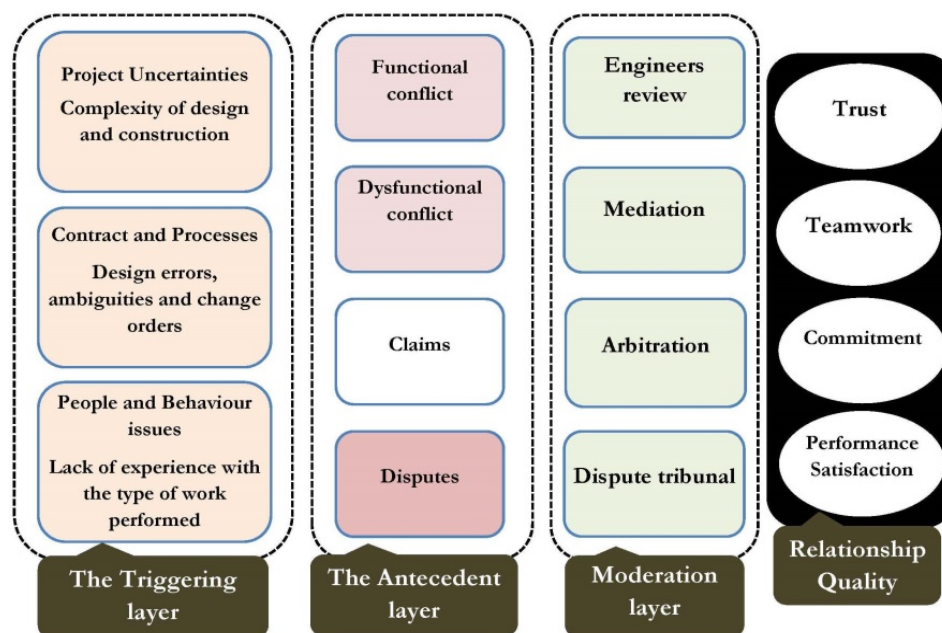 Project Uncertainties
Complexity of design
and construction
Contract and Processes
Design errors,
ambiguities and change
orders
People and Behaviour
issues
Lack of experience with
the type of work
performed
The Triggering
layer
Functional
conflict
Dysfunctional
conflict
Claims
Disputes
The Antecedent
layer
Engineers
review
Mediation
Arbitration
Dispute tribunal
Moderation
layer
Trust
Teamwork
Commitment
Performance
Satisfaction
Relationship
Quality